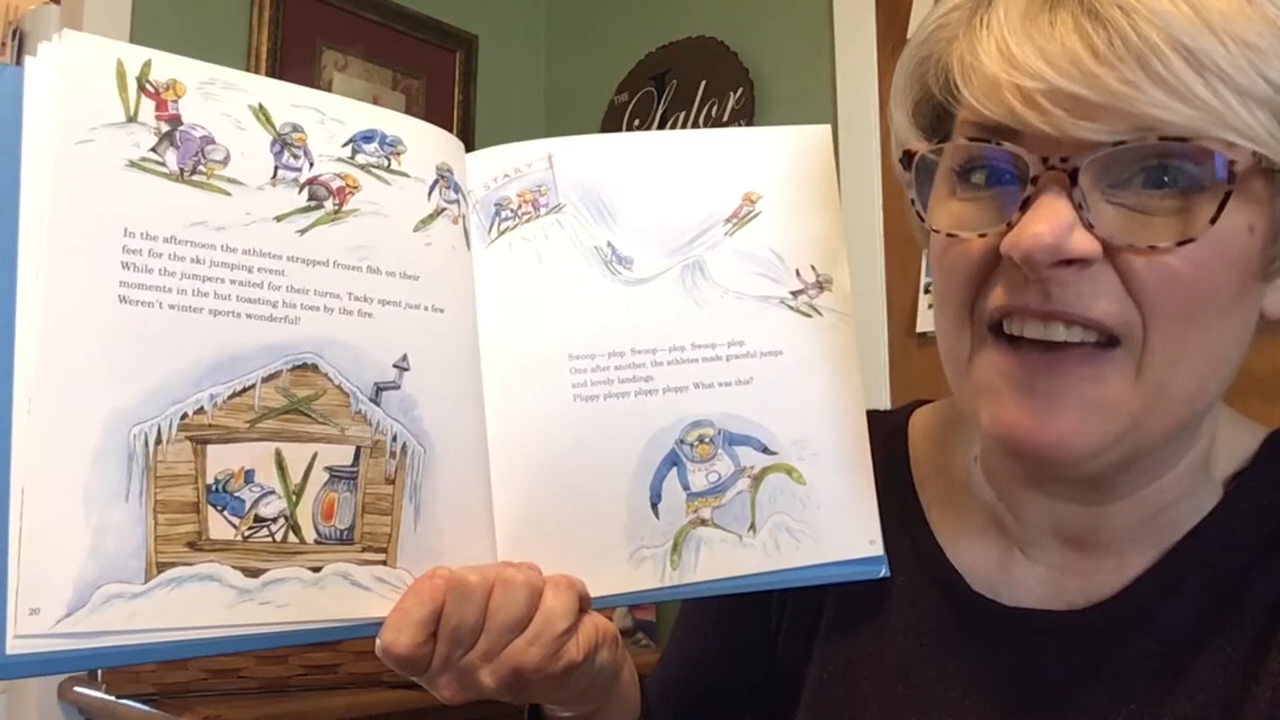 THE
Lalor
In the afternoon the athletes strapped frozen fish on their
feet for the ski jumping event.
While the jumpers waited for their turns, Tacky spent just a few
moments in the hut toasting his toes by the fire.
Weren't winter sports wonderful!
20
START
Swoop—plop. Swoop—plop. Swoop—plop.
One after another, the athletes made graceful jumps
and lovely landings.
Plippy ploppy plippy ploppy. What was this?